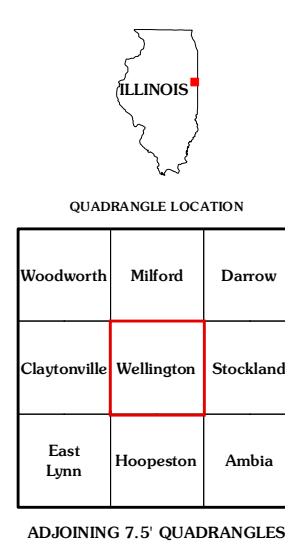 ILLINOIS
QUADRANGLE LOCATION
Woodworth Milford Darrow
Claytonville Wellington Stockland
East
Lynn Hoopeston Ambia
ADJOINING 7.5' QUADRANGLES